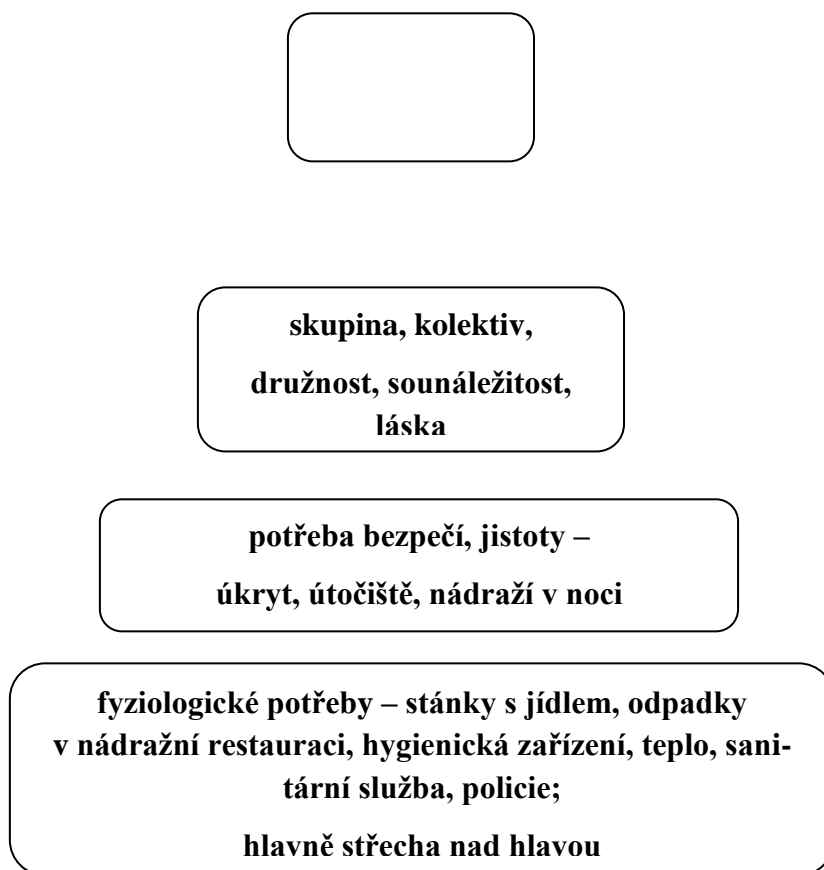 skupina, kolektiv,
družnost, sounáležitost,
láska
potřeba bezpečí, jistoty –
úkryt, útočiště, nádraží v noci
fyziologické potřeby – stánky s jídlem, odpadky
v nádražní restauraci, hygienická zařízení, teplo, sani-
tární služba, policie;
hlavně střecha nad hlavou